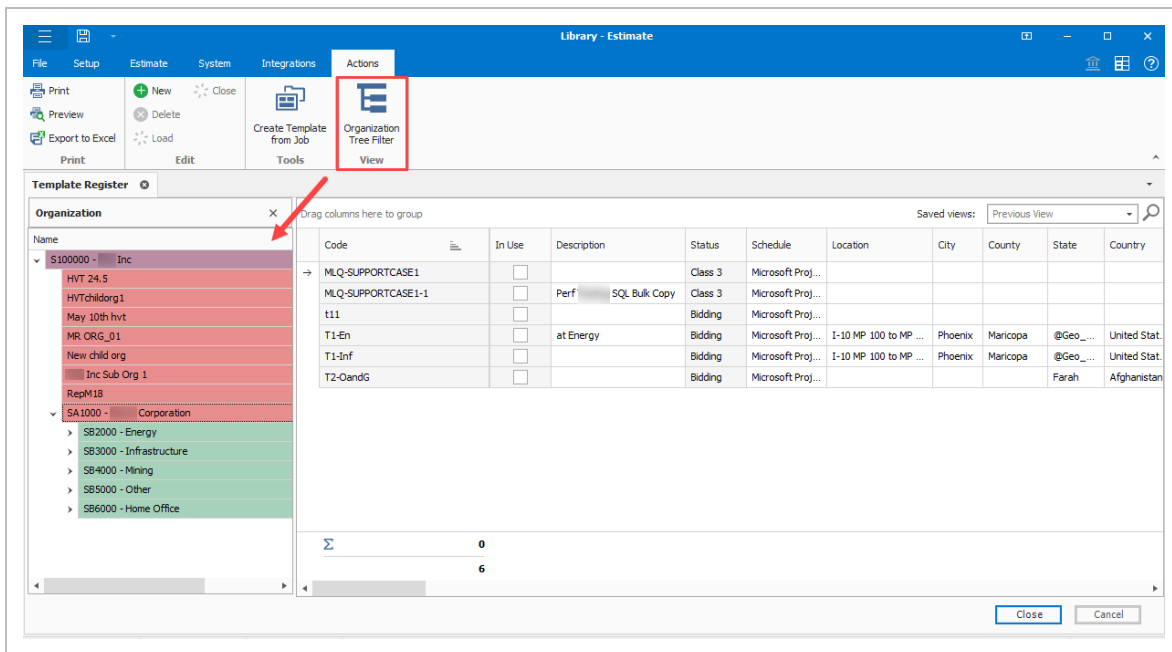 Library - Estimate
File Setup Estimate System Integrations Actions
Print New Close
Preview Delete
Export to Excel Load
Create Template from Job
Organization Tree Filter
Print Edit Tools View
Template Register
Organization
Drag columns here to group Saved views: Previous View
Name
Code In Use Description Status Schedule Location City County State Country
S100000 - Inc
HVT 24.5
HVTchildorg1
May 10th hvt
MR ORG_01
New child org
Inc Sub Org 1
RepM18
SA1000 - Corporation
SB2000 - Energy
SB3000 - Infrastructure
SB4000 - Mining
SB5000 - Other
SB6000 - Home Office
MLQ-SUPPORTCASE1 Class 3 Microsoft Proj...
MLQ-SUPPORTCASE1-1 Perf SQL Bulk Copy Class 3 Microsoft Proj...
t11 Bidding Microsoft Proj...
T1-En at Energy Bidding Microsoft Proj... I-10 MP 100 to MP ... Phoenix Maricopa @Geo_... United Stat.
T1-Inf Bidding Microsoft Proj... I-10 MP 100 to MP ... Phoenix Maricopa @Geo_... United Stat.
T2-OandG Bidding Microsoft Proj... Farah Afghanistan
Σ 0
6
Close Cancel